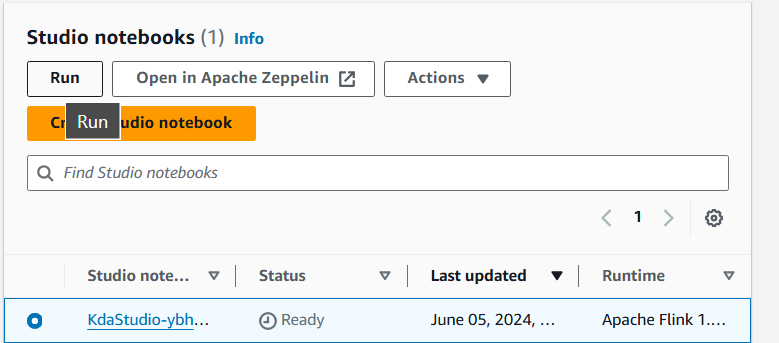 Studio notebooks (1) Info
Run Open in Apache Zeppelin Actions
Run udio notebook
Find Studio notebooks
1
Studio note... Status Last updated Runtime
KdaStudio-ybh... Ready June 05, 2024, ... Apache Flink 1....